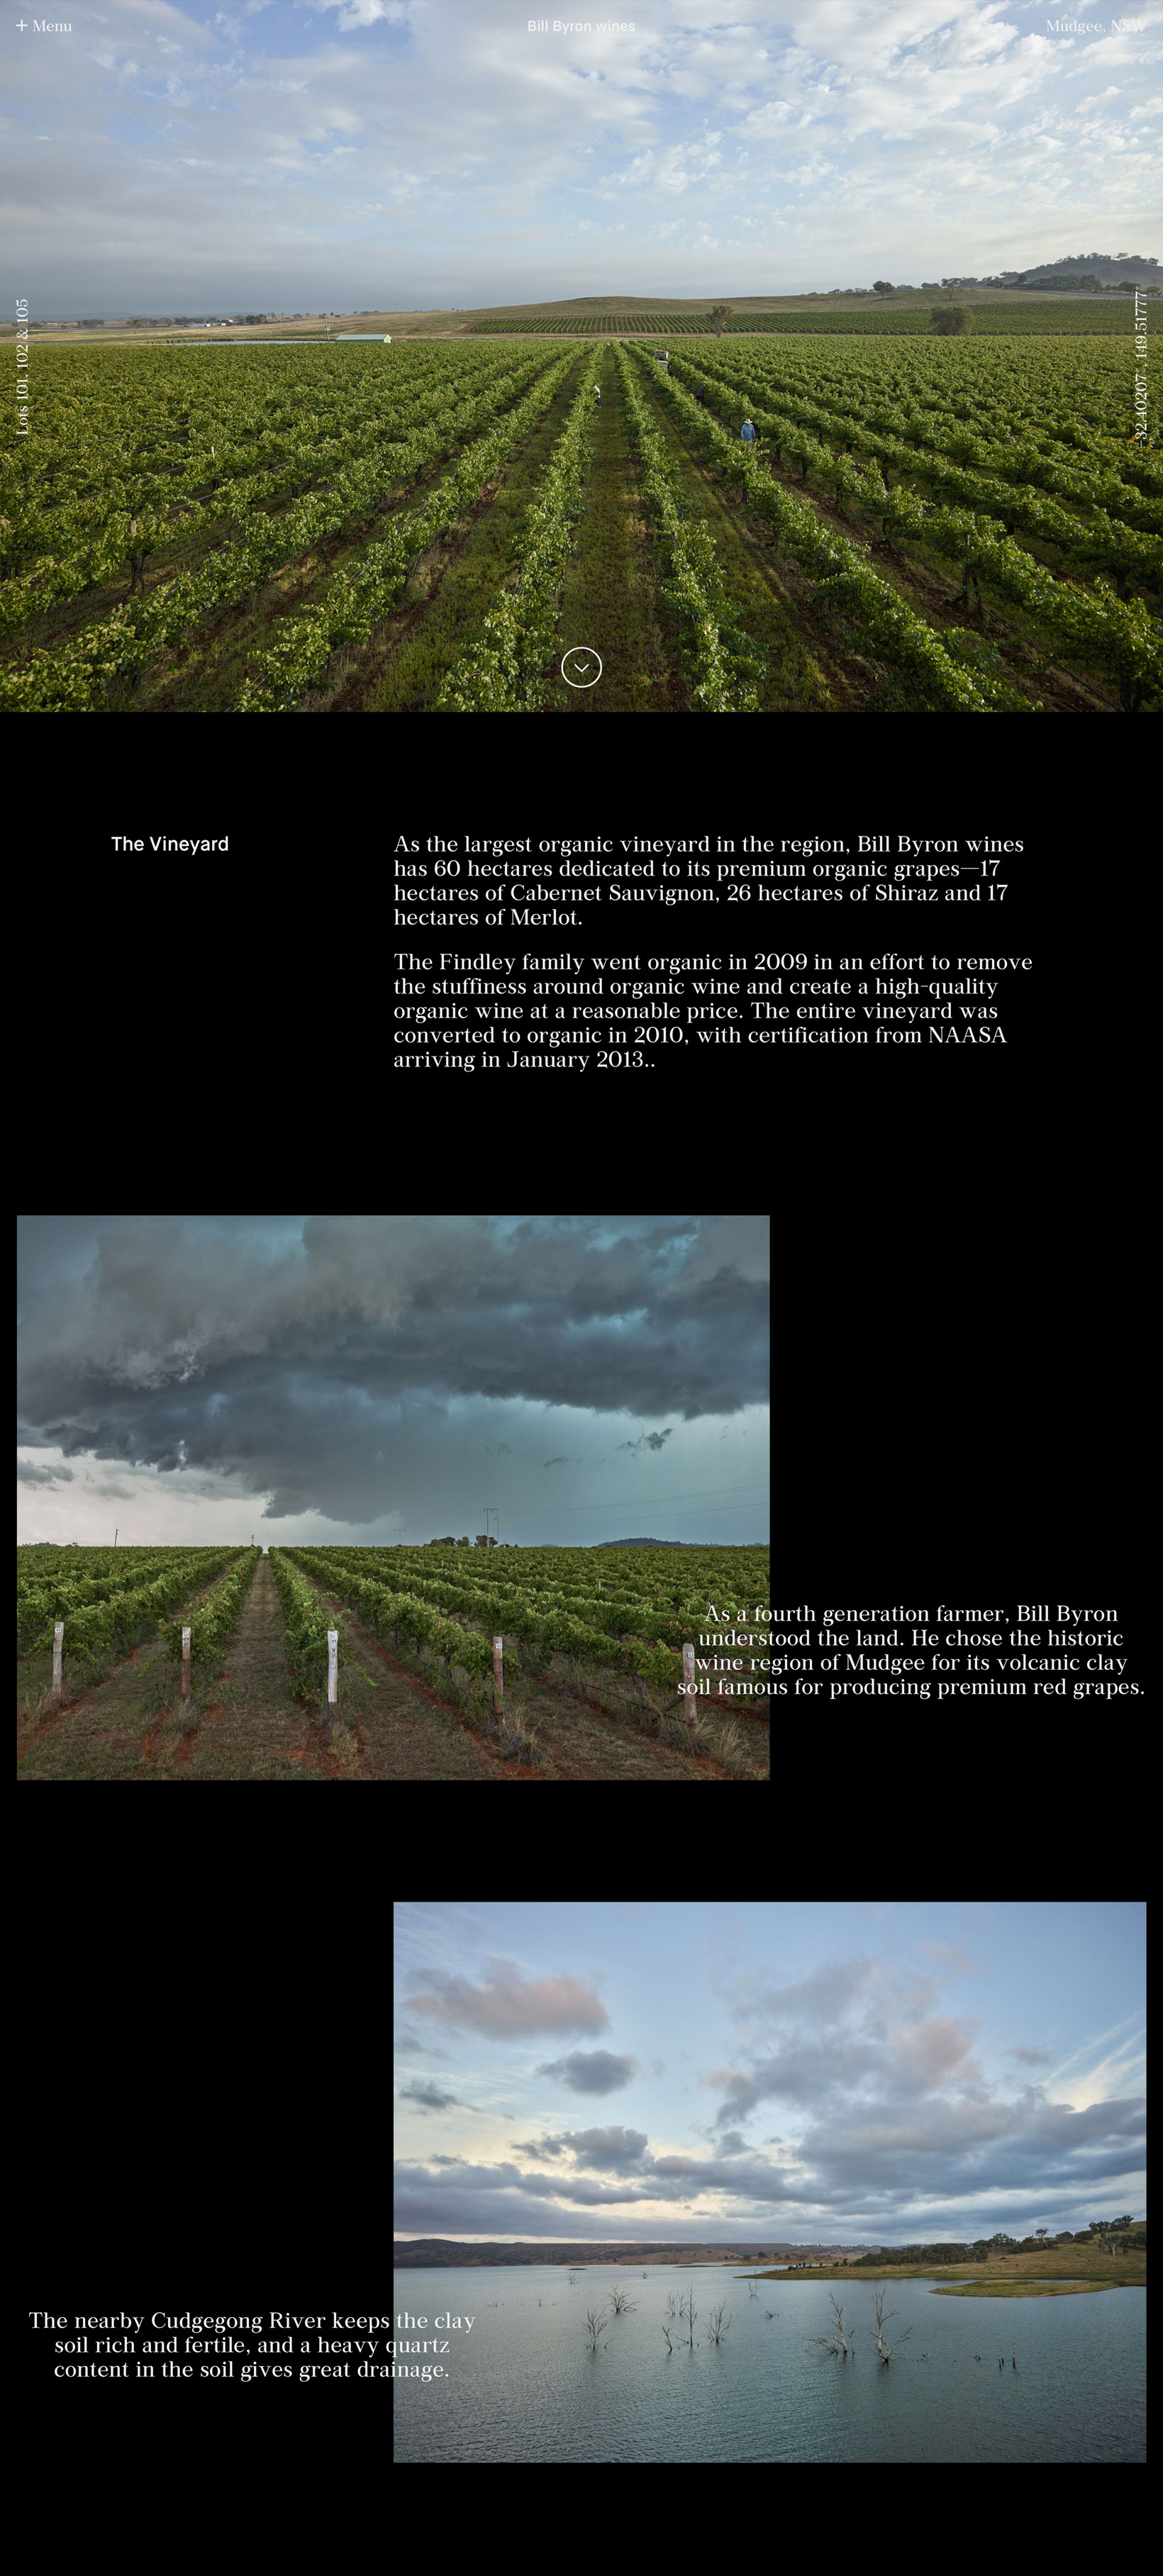 + Menu
Bill Byron wines
Mudgee, NSW
Lots 101, 102 & 105
-32.40207°, 149.51777°
The Vineyard
As the largest organic vineyard in the region, Bill Byron wines
has 60 hectares dedicated to its premium organic grapes—17
hectares of Cabernet Sauvignon, 26 hectares of Shiraz and 17
hectares of Merlot.
The Findley family went organic in 2009 in an effort to remove
the stuffiness around organic wine and create a high-quality
organic wine at a reasonable price. The entire vineyard was
converted to organic in 2010, with certification from NAASA
arriving in January 2013..
As a fourth generation farmer, Bill Byron
understood the land. He chose the historic
wine region of Mudgee for its volcanic clay
soil famous for producing premium red grapes.
The nearby Cudgegong River keeps the clay
soil rich and fertile, and a heavy quartz
content in the soil gives great drainage.